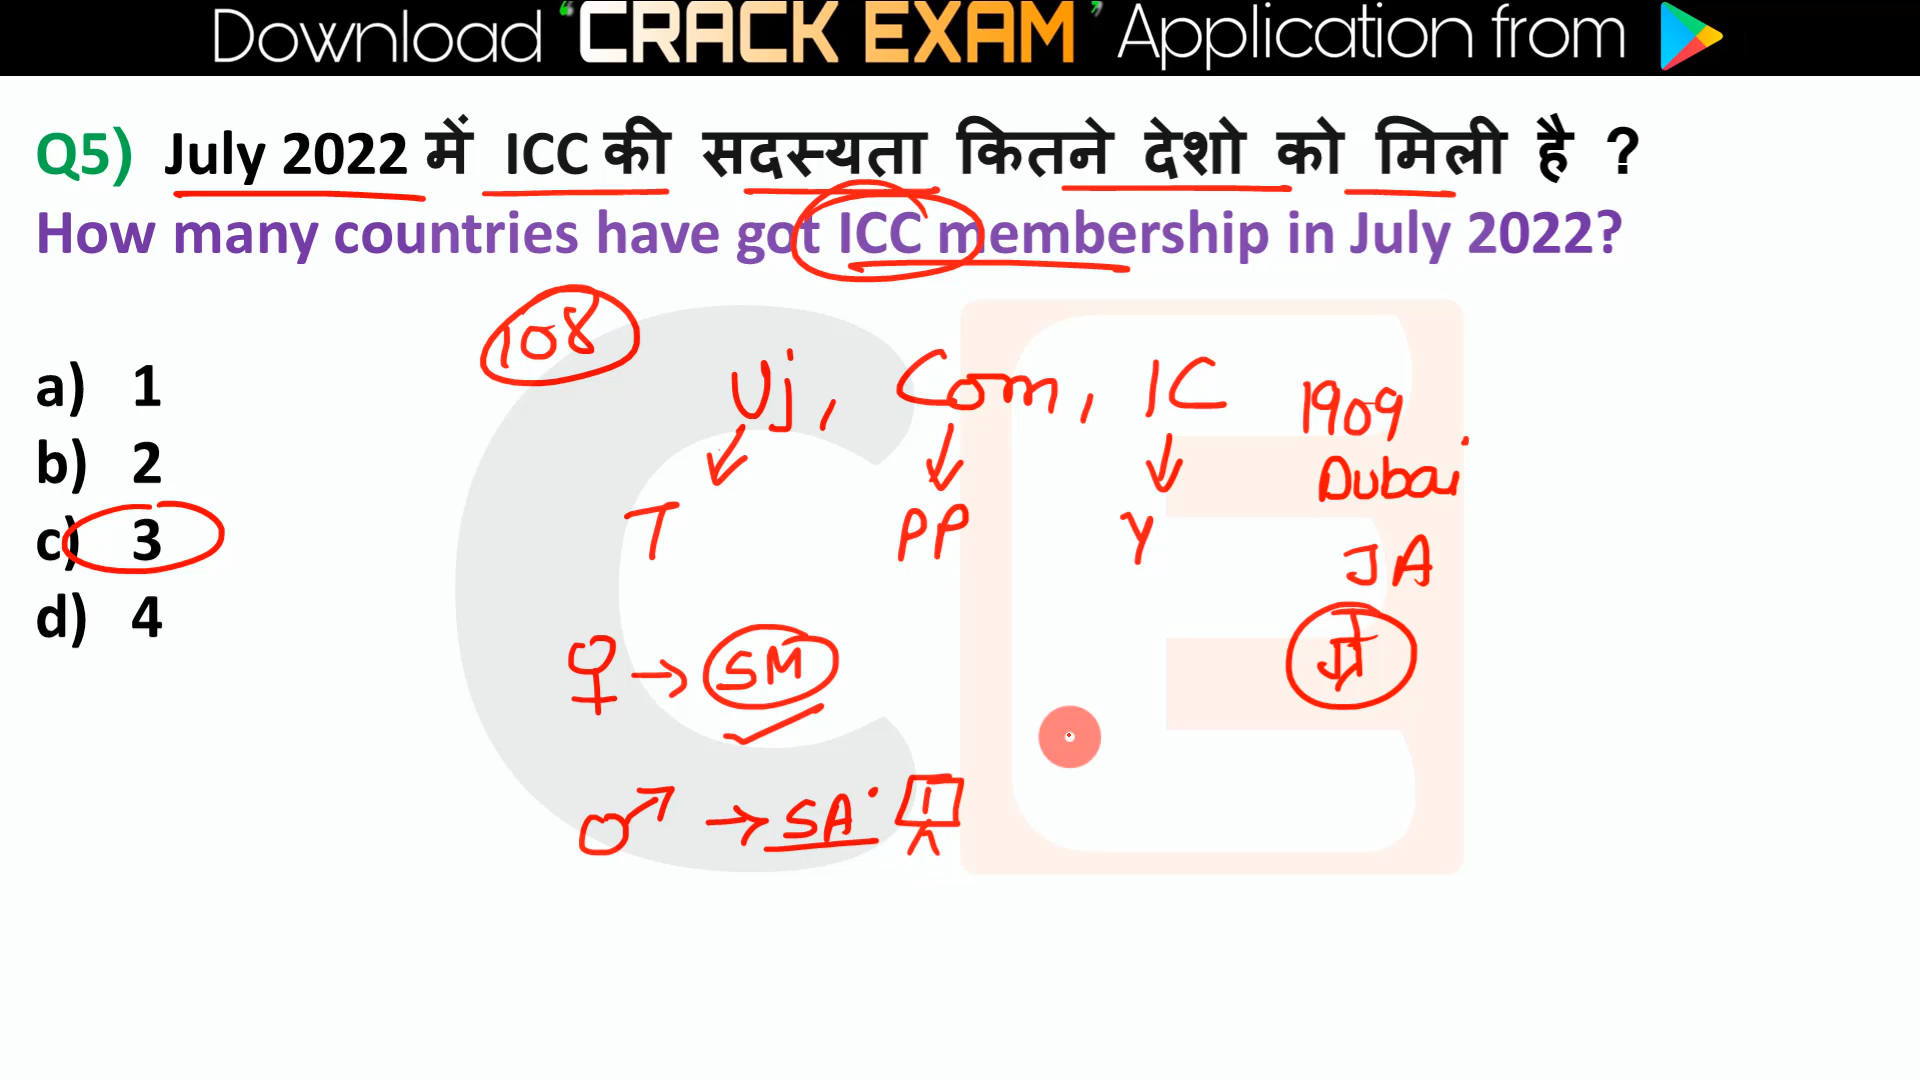 Download "CRACK EXAM" Application from
Q5) July 2022 में ICC की सदस्यता कितने देशो को मिली है ?
How many countries have got ICC membership in July 2022?
108
Uj, Com, IC
1909
Dubai
a) 1
b) 2
c) 3
d) 4
T PP Y
JA
♀ → SM
♂ → SA
CE